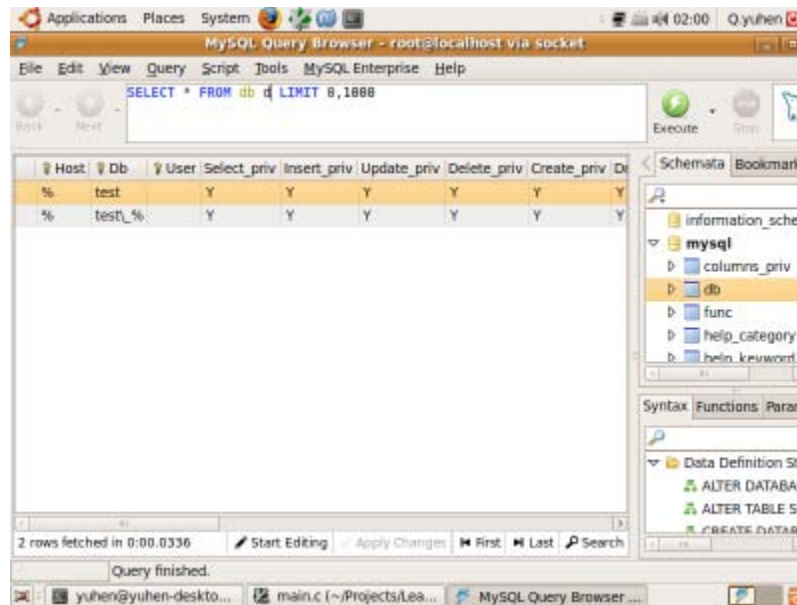 Applications Places System 02:00 Q.yuhen
MySQL Query Browser - root@localhost via socket
File Edit View Query Script Tools MySQL Enterprise Help
SELECT * FROM db d LIMIT 0,1000
Back Next Execute Stop
Host Db User Select_priv Insert_priv Update_priv Delete_priv Create_priv
% test Y Y Y Y Y Y
% test\_% Y Y Y Y Y Y
Schemata Bookmark
information_sche
mysql
columns_priv
db
func
help_category
help_keyword
Syntax Functions Para
Data Definition St
ALTER DATABA
ALTER TABLE S
CREATE DATAB
2 rows fetched in 0:00.0336 Start Editing Apply Changes First Last Search
Query finished.
yuhen@yuhen-deskto... main.c (~/Projects/Lea... MySQL Query Browser ...